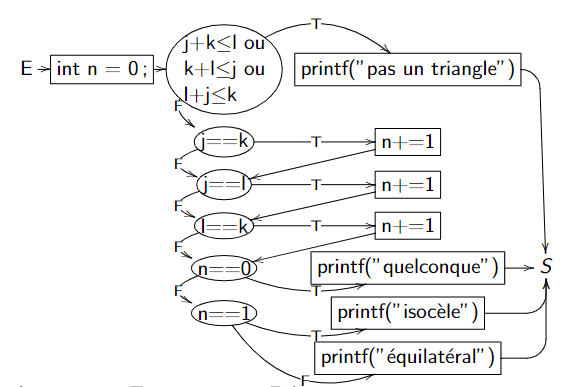 j+k≤l ou
k+l≤j ou
l+j≤k
E
int n = 0;
T
printf("pas un triangle")
F
j==k
T
n+=1
F
j==l
T
n+=1
F
l==k
T
n+=1
F
n==0
T
printf("quelconque")
S
F
n==1
T
printf("isocèle")
F
printf("équilatéral")